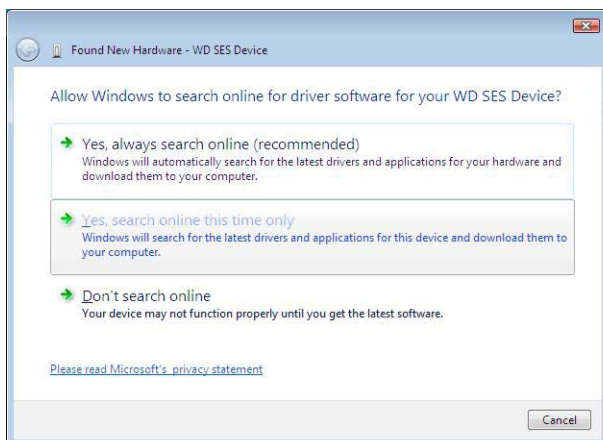 Found New Hardware - WD SES Device
Allow Windows to search online for driver software for your WD SES Device?
Yes, always search online (recommended)
Windows will automatically search for the latest drivers and applications for your hardware and
download them to your computer.
Yes, search online this time only
Windows will search for the latest drivers and applications for this device and download them to
your computer.
Don't search online
Your device may not function properly until you get the latest software.
Please read Microsoft's privacy statement
Cancel